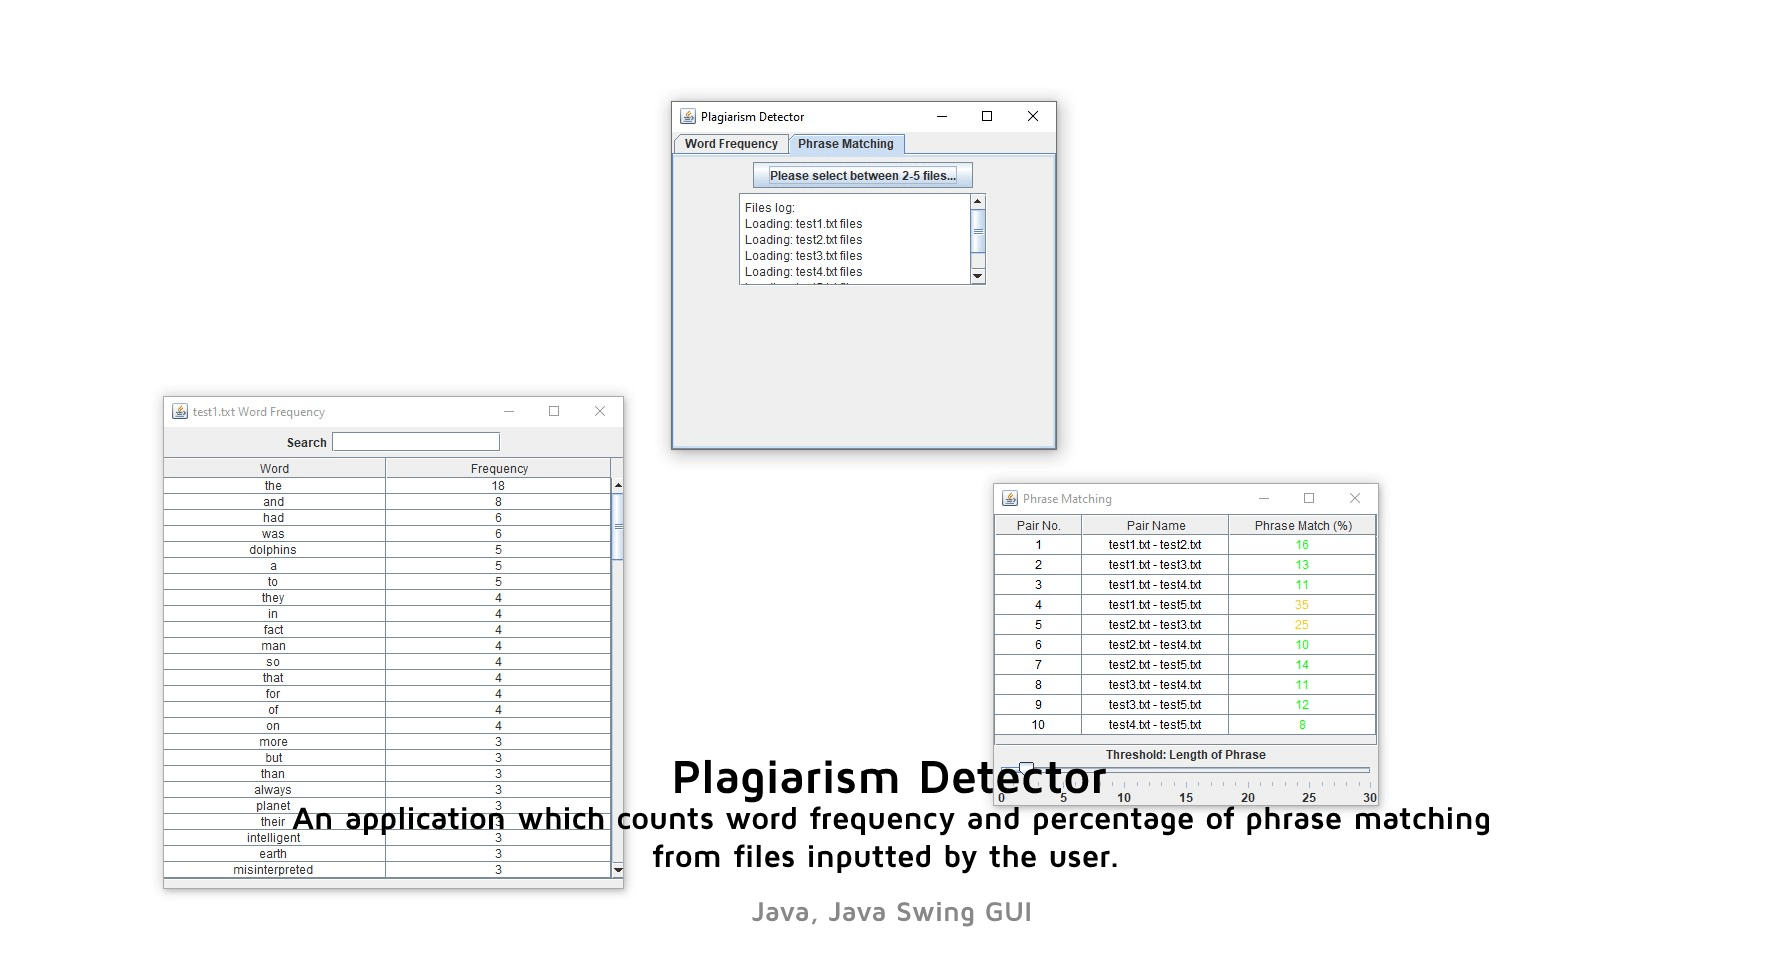 Plagiarism Detector
Word Frequency Phrase Matching
Please select between 2-5 files...
Files log:
Loading: test1.txt files
Loading: test2.txt files
Loading: test3.txt files
Loading: test4.txt files
test1.txt Word Frequency
Search
Word Frequency
the 18
and 8
had 6
was 6
dolphins 5
a 5
to 5
they 4
in 4
fact 4
man 4
so 4
that 4
for 4
of 4
on 4
more 3
but 3
than 3
always 3
planet 3
their 3
intelligent 3
earth 3
misinterpreted 3
Phrase Matching
Pair No. Pair Name Phrase Match (%)
1 test1.txt - test2.txt 16
2 test1.txt - test3.txt 13
3 test1.txt - test4.txt 11
4 test1.txt - test5.txt 35
5 test2.txt - test3.txt 25
6 test2.txt - test4.txt 10
7 test2.txt - test5.txt 14
8 test3.txt - test4.txt 11
9 test3.txt - test5.txt 12
10 test4.txt - test5.txt 8
Threshold: Length of Phrase
0 5 10 15 20 25 30
Plagiarism Detector
An application which counts word frequency and percentage of phrase matching
from files inputted by the user.
Java, Java Swing GUI